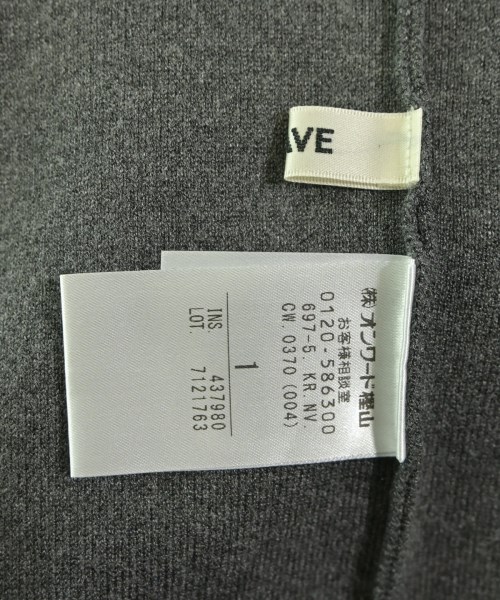 AVE
(株)オンワード樫山
お客様相談室
0120-586300
697-5. KR. NV.
CW. 0370 (004)
1
INS. 437980
LOT. 7121763